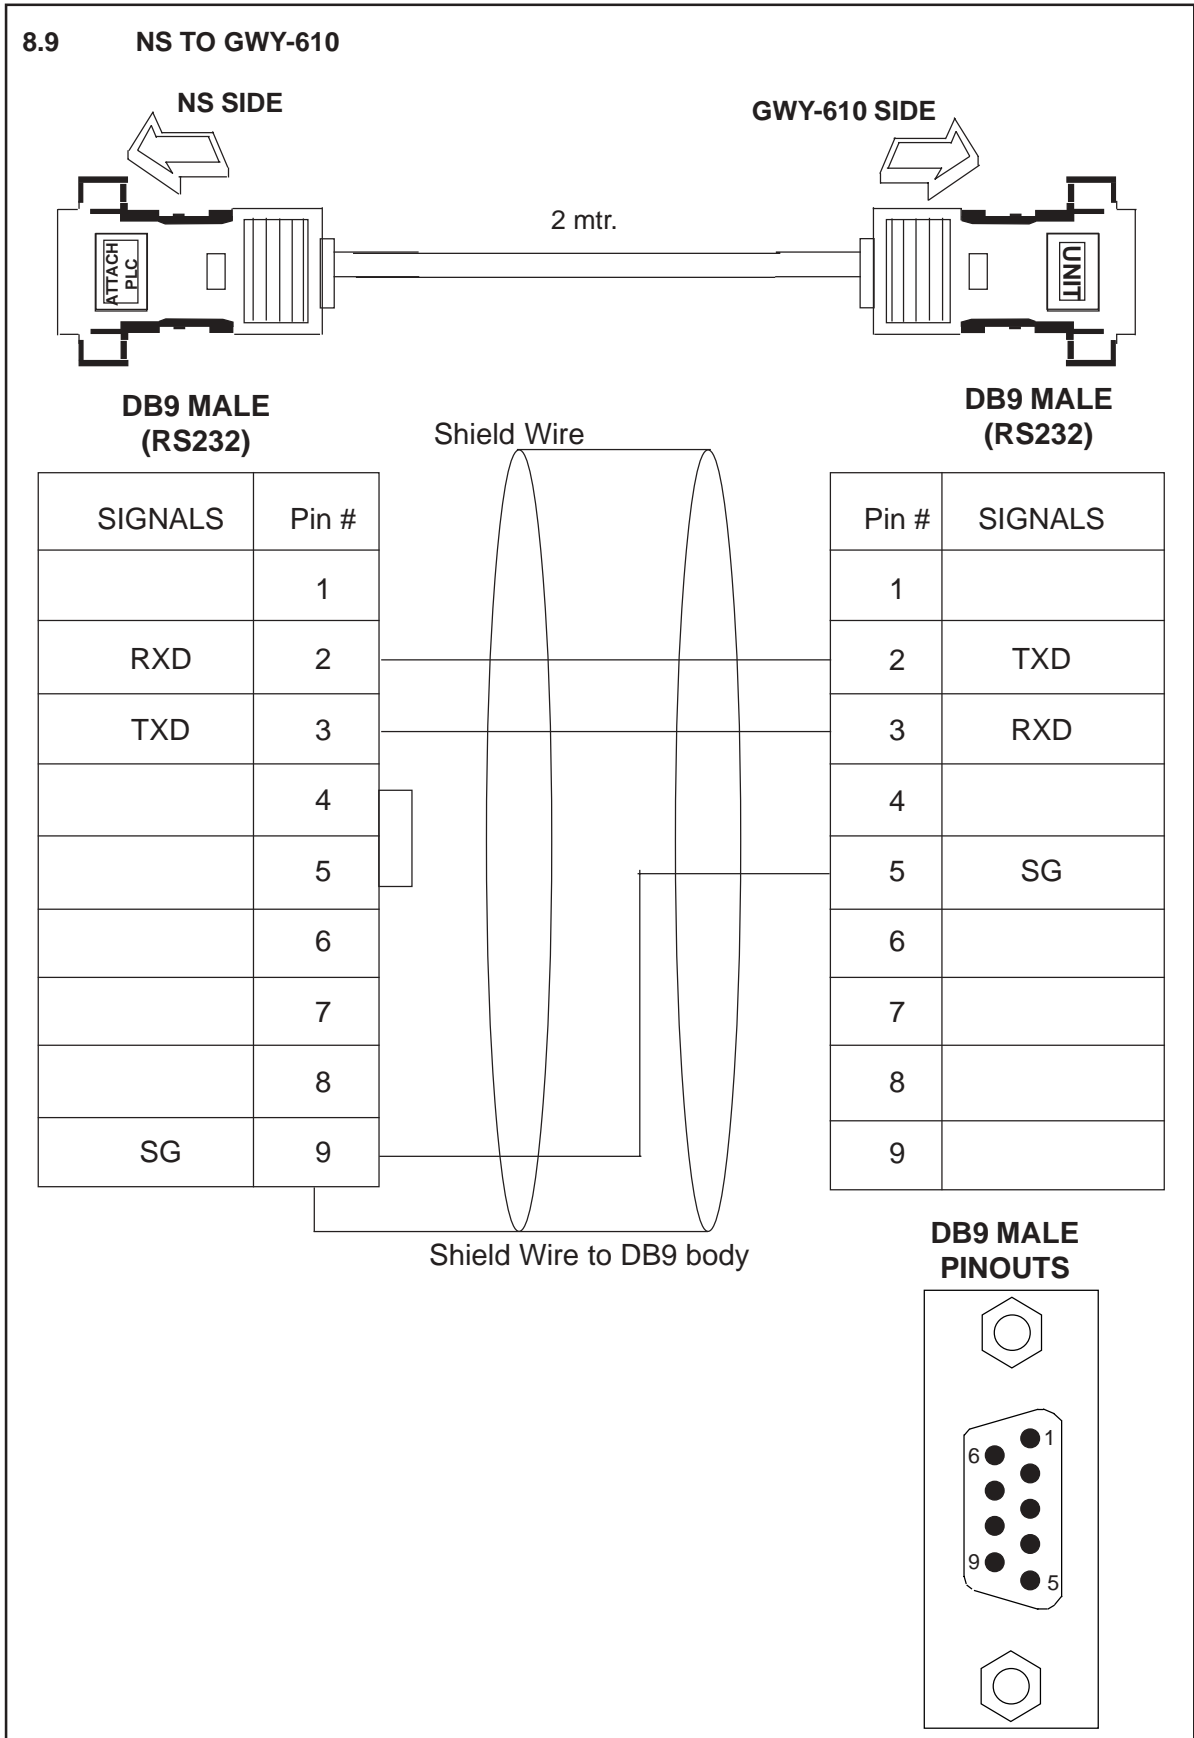 8.9 NS TO GWY-610
NS SIDE
GWY-610 SIDE
2 mtr.
ATTACH
PLC
UNIT
DB9 MALE
(RS232)
DB9 MALE
(RS232)
Shield Wire
SIGNALS Pin # Pin # SIGNALS
1 1
RXD 2 2 TXD
TXD 3 3 RXD
4 4
5 5 SG
6 6
7 7
8 8
SG 9 9
Shield Wire to DB9 body
DB9 MALE
PINOUTS
1
6
9
5